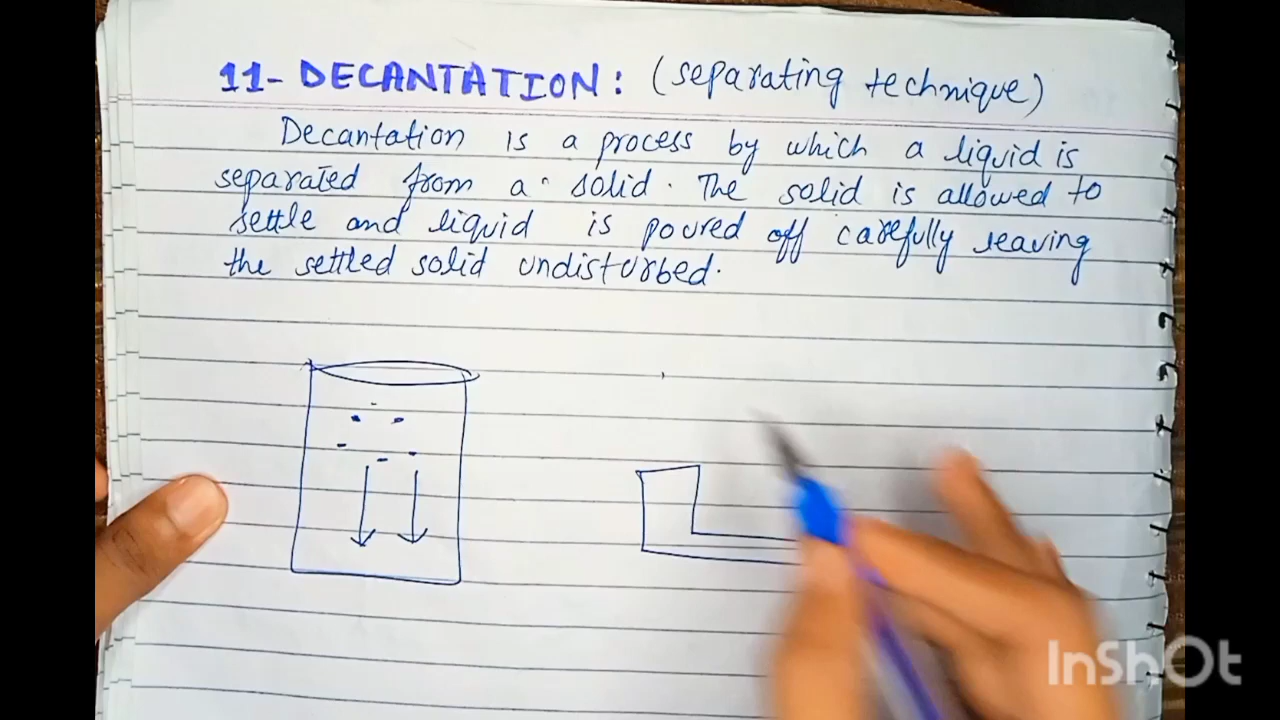 11- DECANTATION: (separating technique)
Decantation is a process by which a liquid is
separated from a solid. The solid is allowed to
settle and liquid is poured off carefully leaving
the settled solid undisturbed.
InShOt